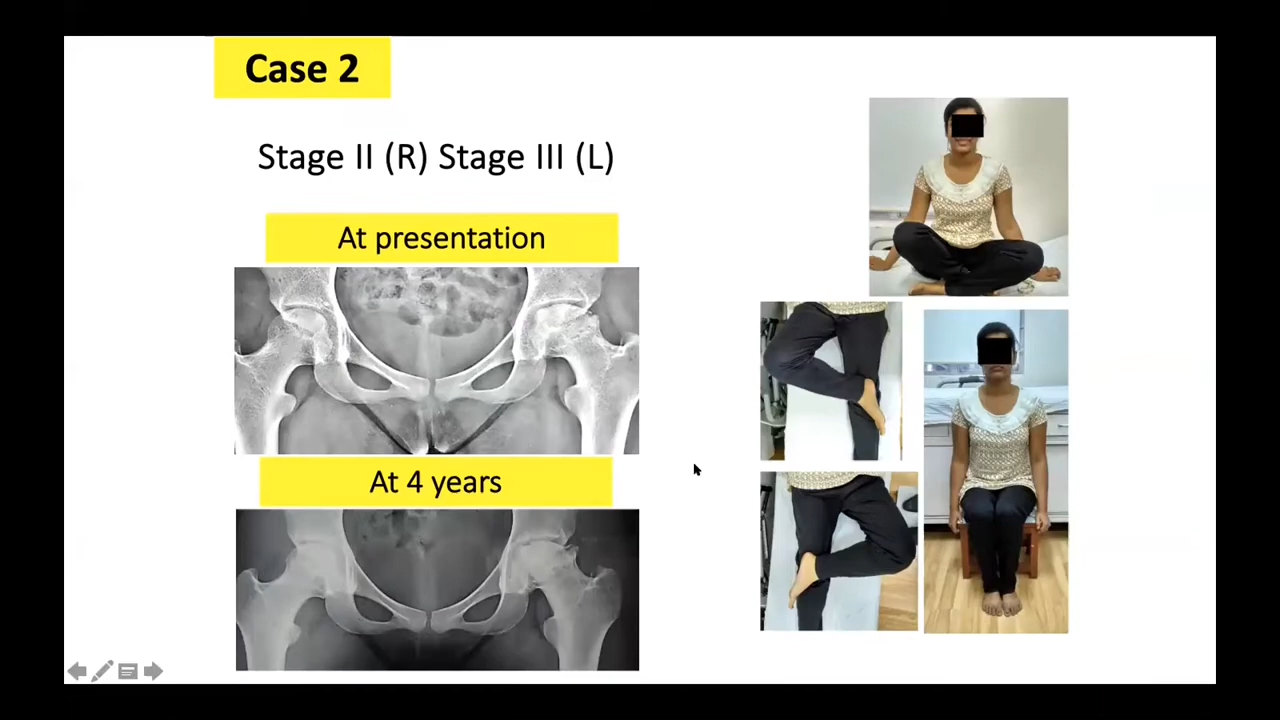 Case 2
Stage II (R) Stage III (L)
At presentation
At 4 years